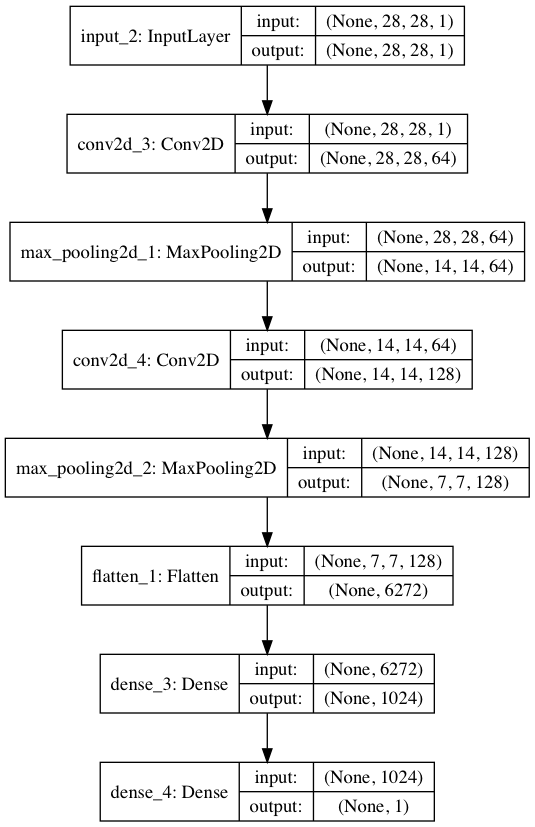 input_2: InputLayer
input: (None, 28, 28, 1)
output: (None, 28, 28, 1)
conv2d_3: Conv2D
input: (None, 28, 28, 1)
output: (None, 28, 28, 64)
max_pooling2d_1: MaxPooling2D
input: (None, 28, 28, 64)
output: (None, 14, 14, 64)
conv2d_4: Conv2D
input: (None, 14, 14, 64)
output: (None, 14, 14, 128)
max_pooling2d_2: MaxPooling2D
input: (None, 14, 14, 128)
output: (None, 7, 7, 128)
flatten_1: Flatten
input: (None, 7, 7, 128)
output: (None, 6272)
dense_3: Dense
input: (None, 6272)
output: (None, 1024)
dense_4: Dense
input: (None, 1024)
output: (None, 1)